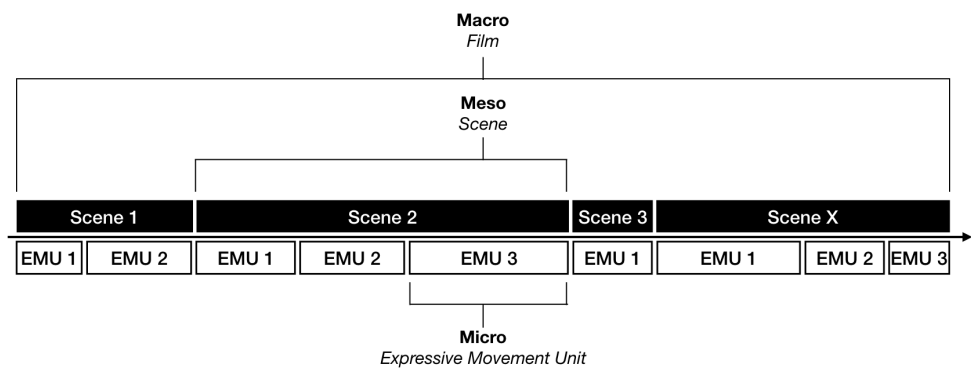 Macro
Film
Meso
Scene
Scene 1 Scene 2 Scene 3 Scene X
EMU 1 EMU 2 EMU 1 EMU 2 EMU 3 EMU 1 EMU 1 EMU 2 EMU 3
Micro
Expressive Movement Unit